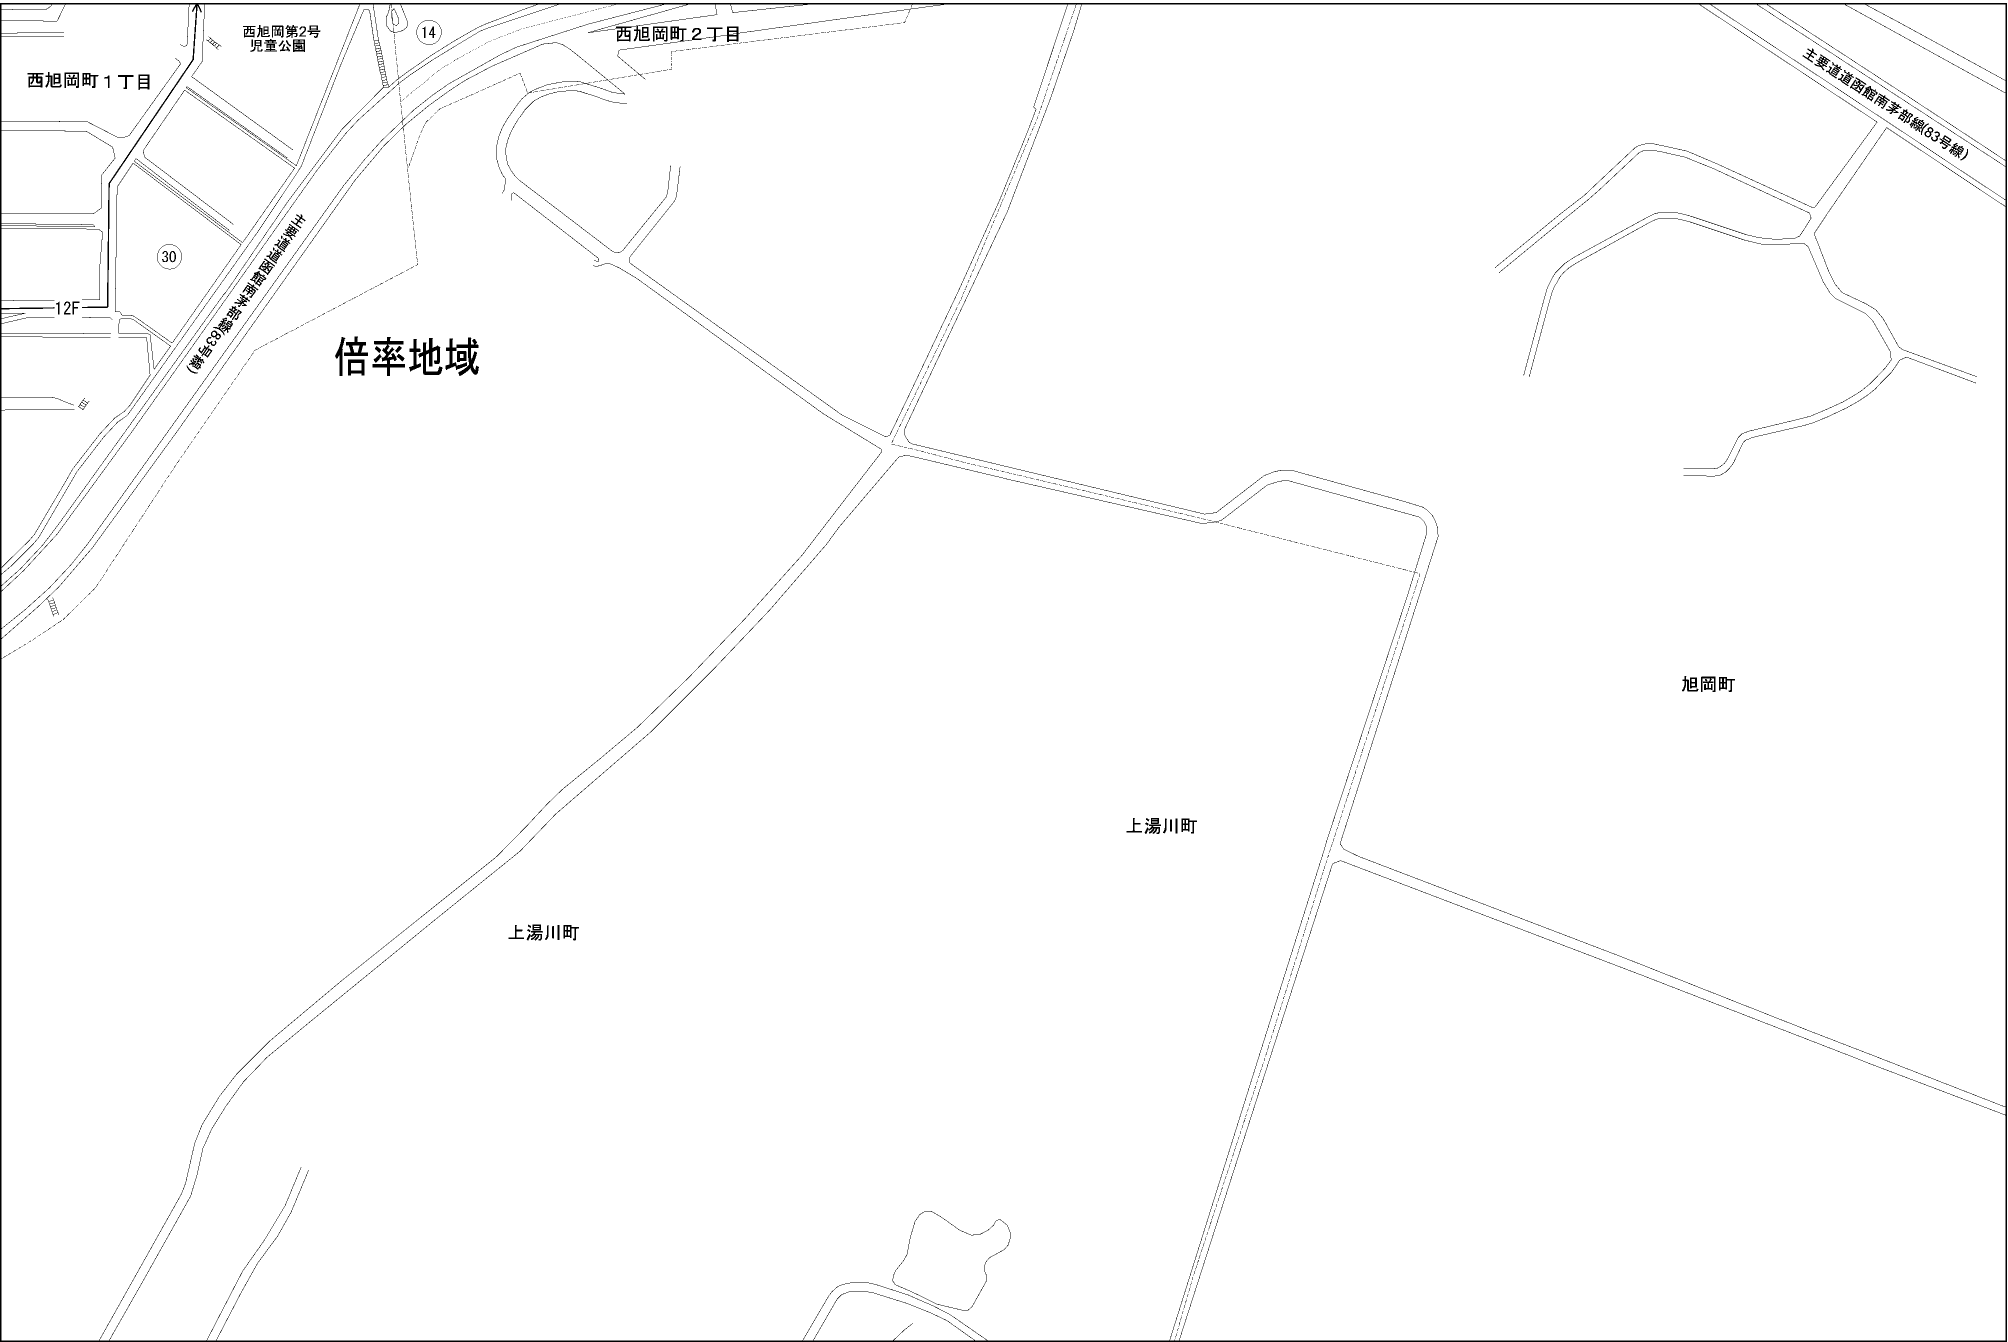 西旭岡第2号
児童公園
14
西旭岡町２丁目
主要道道函館南茅部線(83号線)
西旭岡町１丁目
30
主要道道函館南茅部線(83号線)
12F
倍率地域
旭岡町
上湯川町
上湯川町